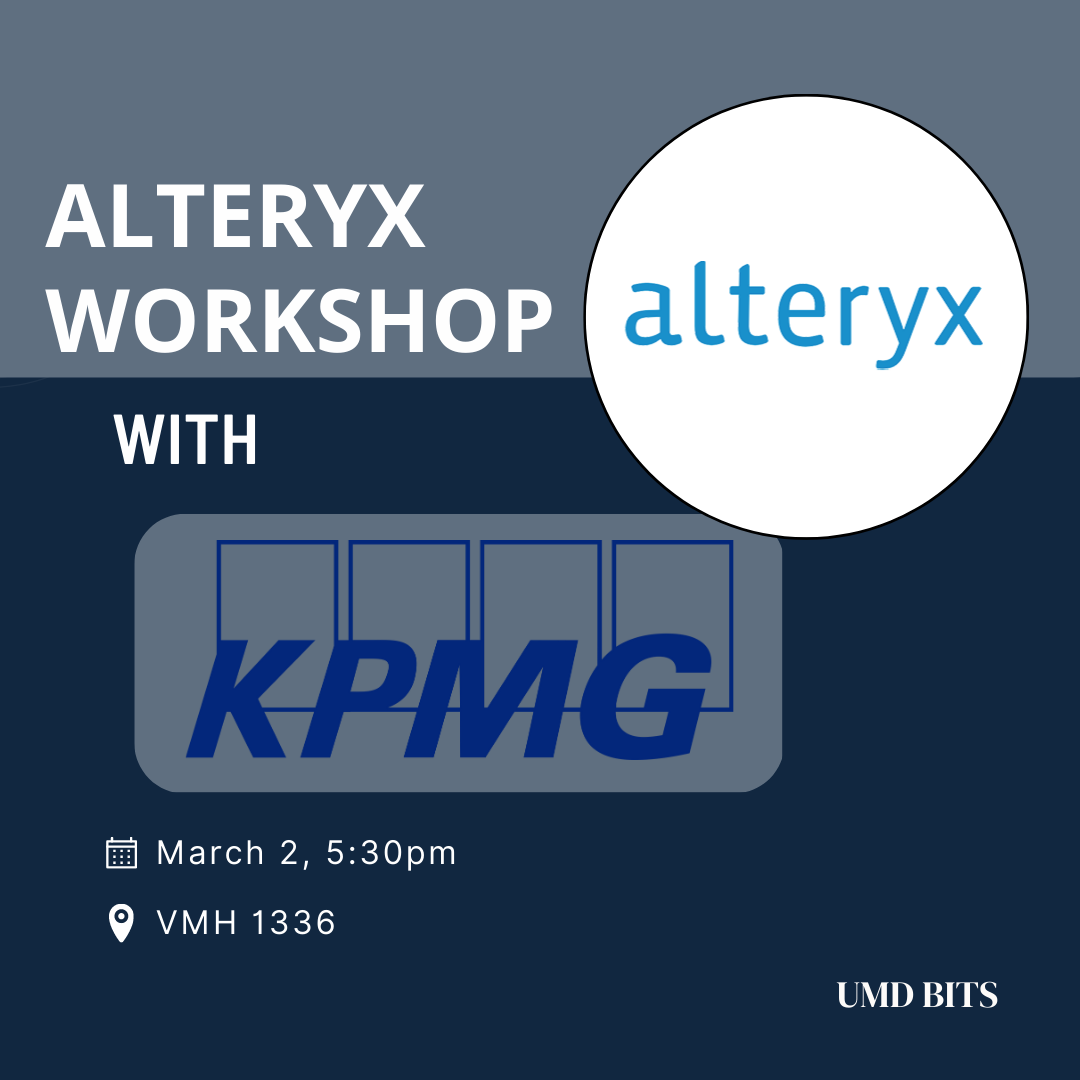 ALTERYX
WORKSHOP
alteryx
WITH
KPMG
March 2, 5:30pm
VMH 1336
UMD BITS